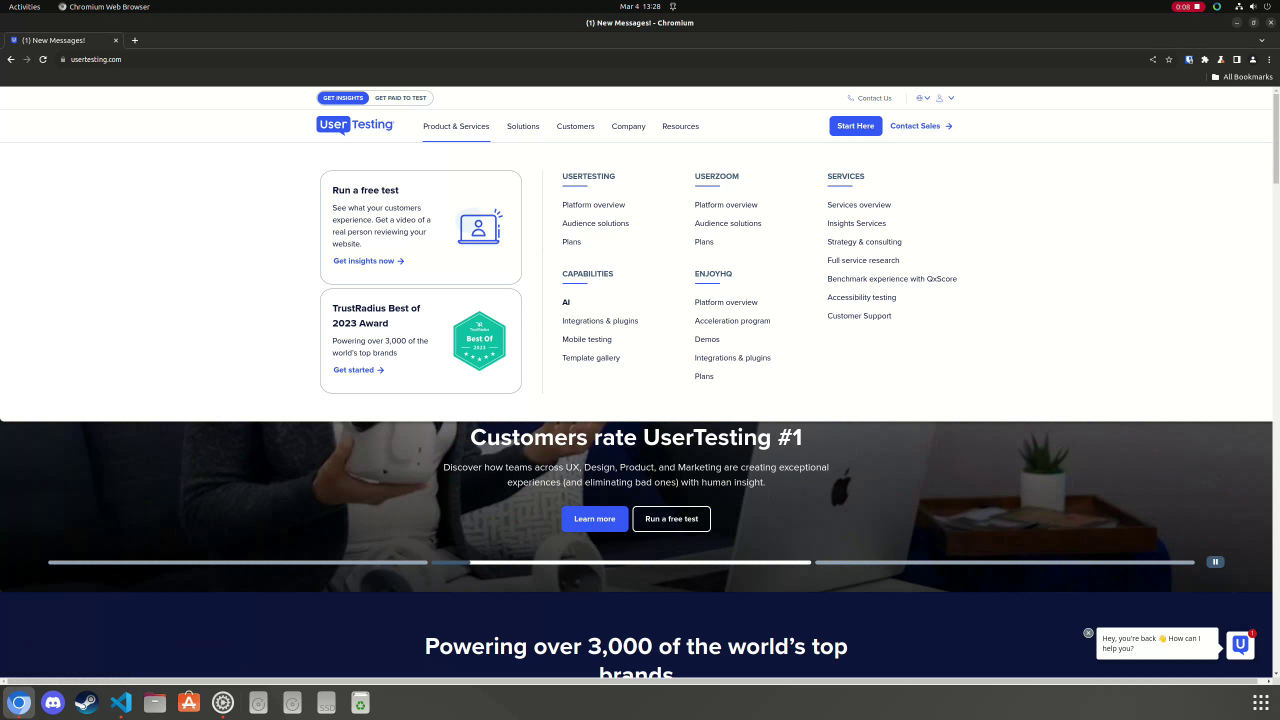 Activities
Chromium Web Browser
Mar 4 13:28
0:08
(1) New Messages! - Chromium
(1) New Messages!
usertesting.com
All Bookmarks
GET INSIGHTS
GET PAID TO TEST
Contact Us
User Testing
Product & Services
Solutions
Customers
Company
Resources
Start Here
Contact Sales
Run a free test
See what your customers
experience. Get a video of a
real person reviewing your
website.
Get insights now
TrustRadius Best of
2023 Award
Powering over 3,000 of the
world's top brands
Get started
TrustRadius
Best Of
2023
USERTESTING
Platform overview
Audience solutions
Plans
CAPABILITIES
AI
Integrations & plugins
Mobile testing
Template gallery
USERZOOM
Platform overview
Audience solutions
Plans
ENJOYHQ
Platform overview
Acceleration program
Demos
Integrations & plugins
Plans
SERVICES
Services overview
Insights Services
Strategy & consulting
Full service research
Benchmark experience with QxScore
Accessibility testing
Customer Support
Customers rate UserTesting #1
Discover how teams across UX, Design, Product, and Marketing are creating exceptional
experiences (and eliminating bad ones) with human insight.
Learn more
Run a free test
Powering over 3,000 of the world's top
brands
Hey, you're back 👋 How can I
help you?
1
SSD